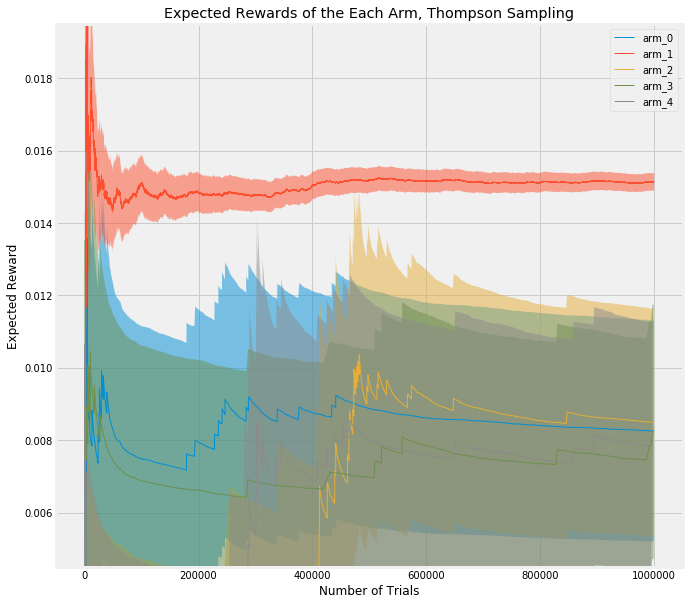 Expected Rewards of the Each Arm, Thompson Sampling
arm_0
arm_1
arm_2
arm_3
arm_4
0.018
0.016
0.014
0.012
0.010
0.008
0.006
Expected Reward
0 200000 400000 600000 800000 1000000
Number of Trials